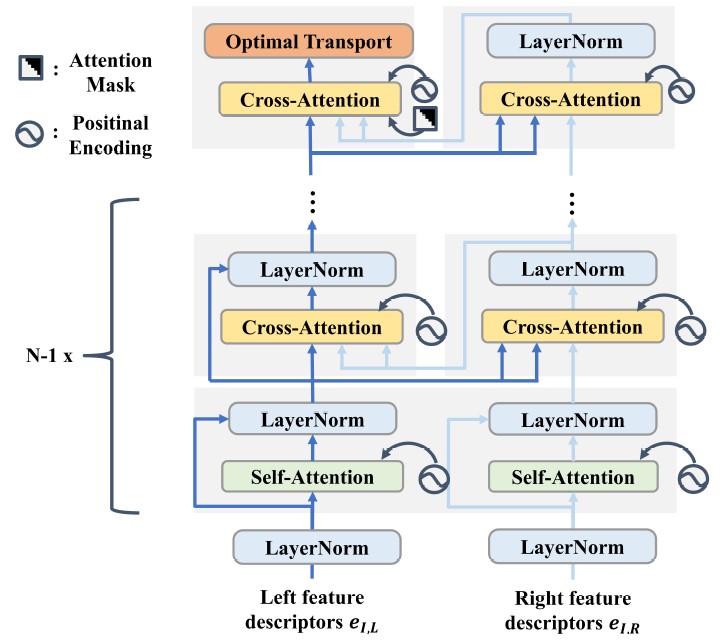 : Attention
Mask
: Positinal
Encoding
Optimal Transport
LayerNorm
Cross-Attention
Cross-Attention
...
...
N-1 x
LayerNorm
LayerNorm
Cross-Attention
Cross-Attention
LayerNorm
LayerNorm
Self-Attention
Self-Attention
LayerNorm
LayerNorm
Left feature
descriptors e_{I,L}
Right feature
descriptors e_{I,R}